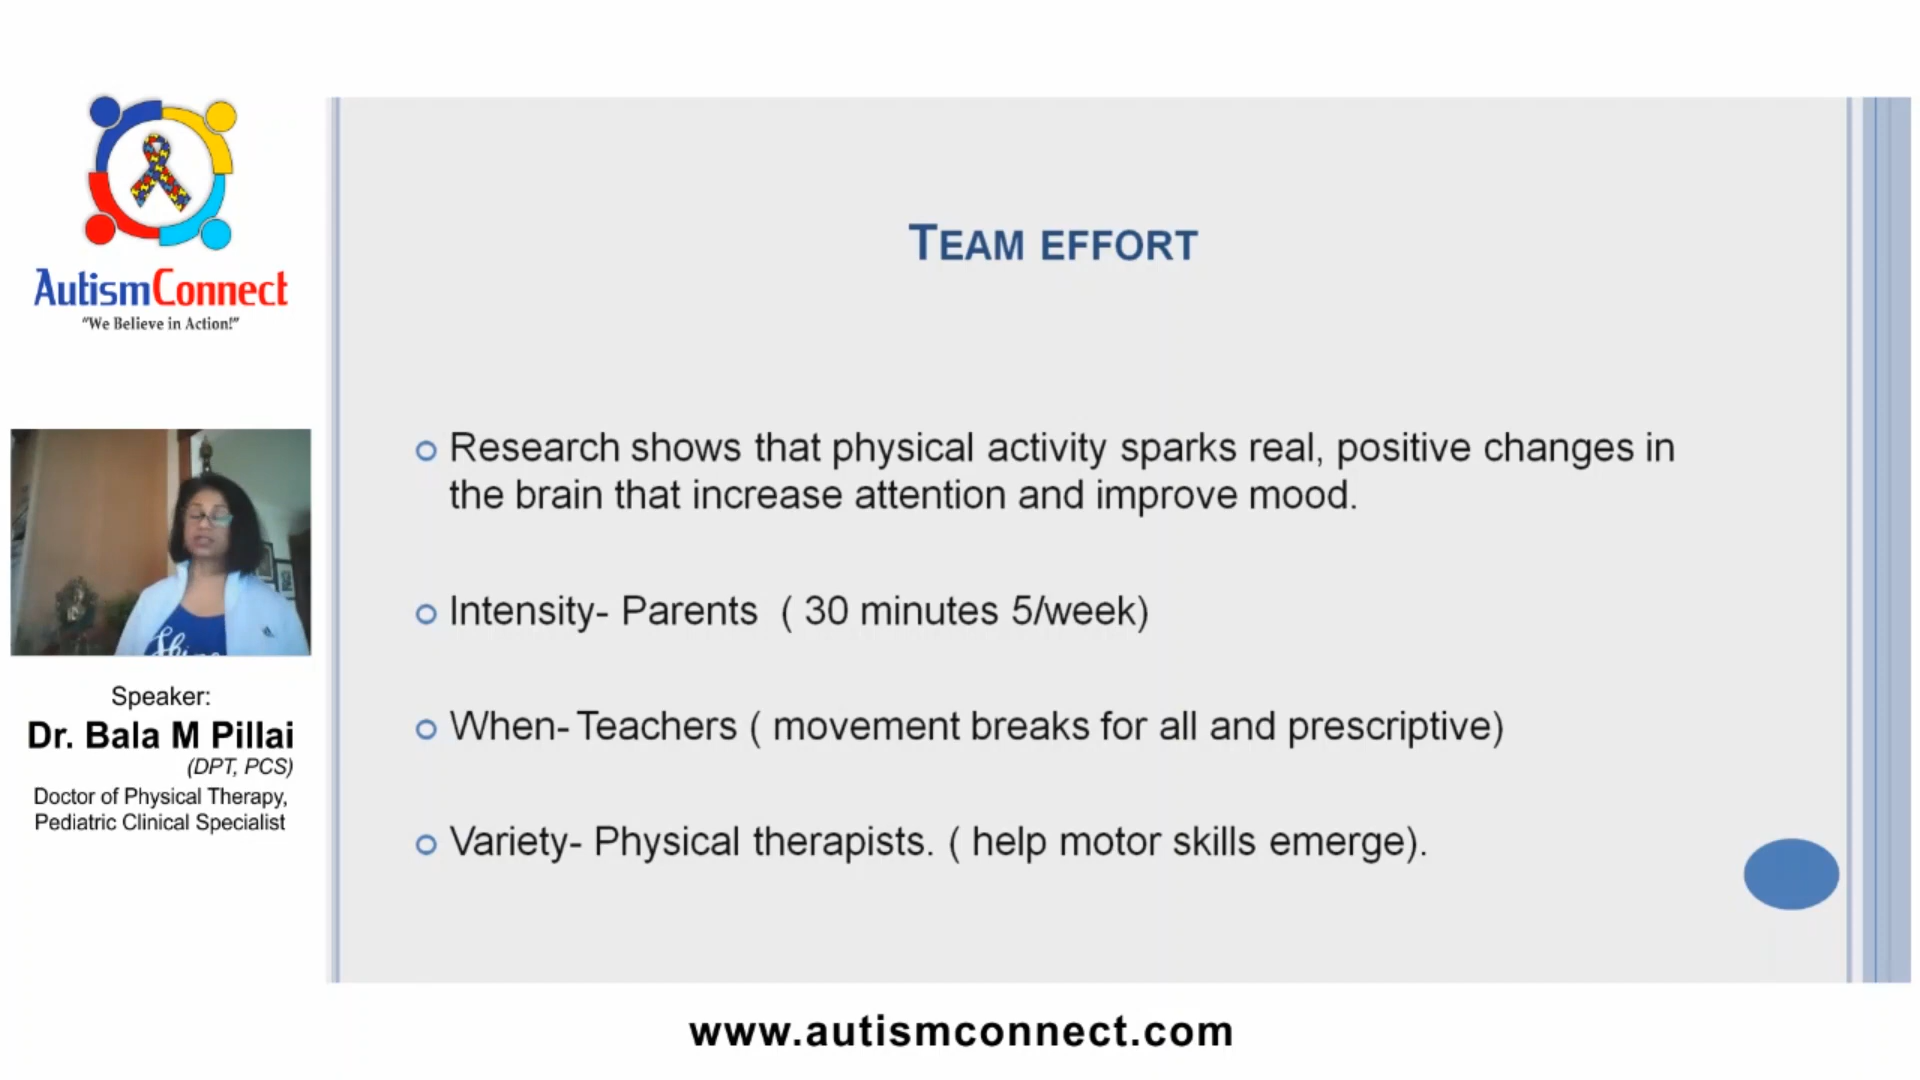 AutismConnect
"We Believe in Action!"
Speaker:
Dr. Bala M Pillai
(DPT, PCS)
Doctor of Physical Therapy,
Pediatric Clinical Specialist
TEAM EFFORT
Research shows that physical activity sparks real, positive changes in
the brain that increase attention and improve mood.
Intensity- Parents ( 30 minutes 5/week)
When- Teachers ( movement breaks for all and prescriptive)
Variety- Physical therapists. ( help motor skills emerge).
www.autismconnect.com